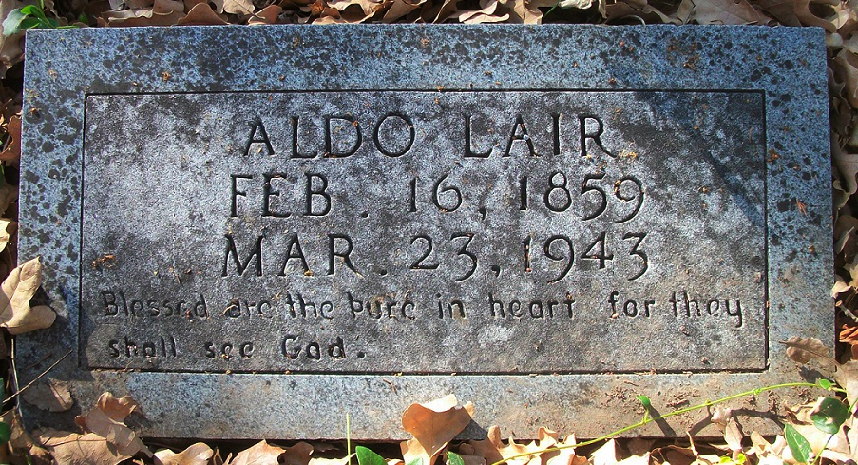 ALDO LAIR
FEB. 16, 1859
MAR. 23, 1943
Blessed are the pure in heart for they
shall see God.